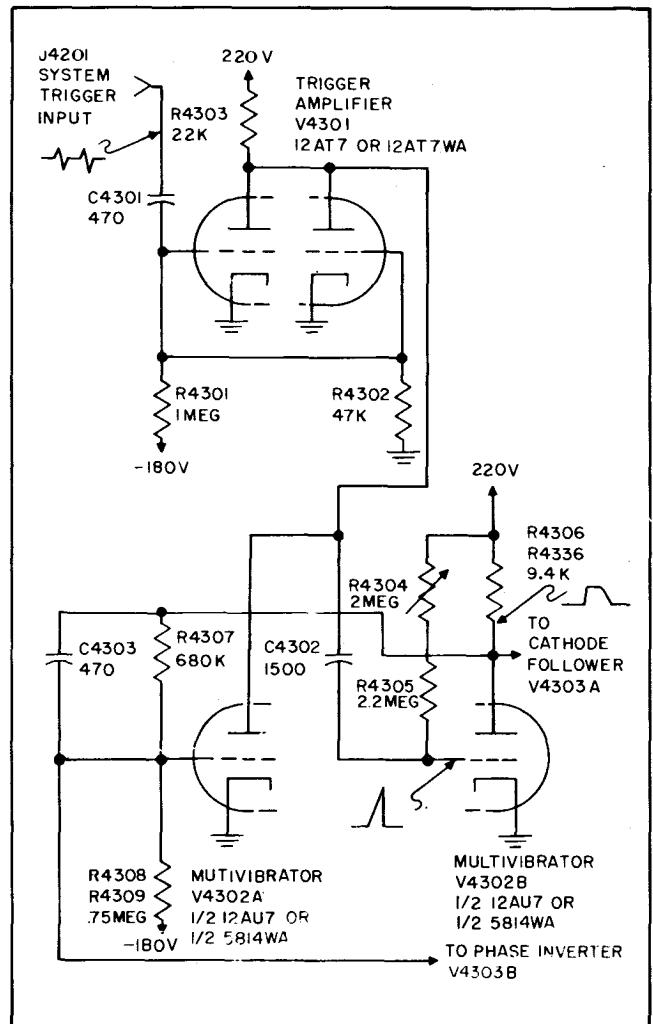 J4201
SYSTEM
TRIGGER
INPUT
220V
R4303
22K
TRIGGER
AMPLIFIER
V4301
12AT7 OR 12AT7WA
C4301
470
R4301
1MEG
-180V
R4302
47K
220V
R4306
R4336
9.4K
R4304
2MEG
TO
CATHODE
FOLLOWER
V4303A
C4303
470
R4307
680K
C4302
1500
R4305
2.2MEG
R4308
R4309
.75MEG
-180V
MUTIVIBRATOR
V4302A
1/2 12AU7 OR
1/2 5814WA
MULTIVIBRATOR
V4302B
1/2 12AU7 OR
1/2 5814WA
TO PHASE INVERTER
V4303B